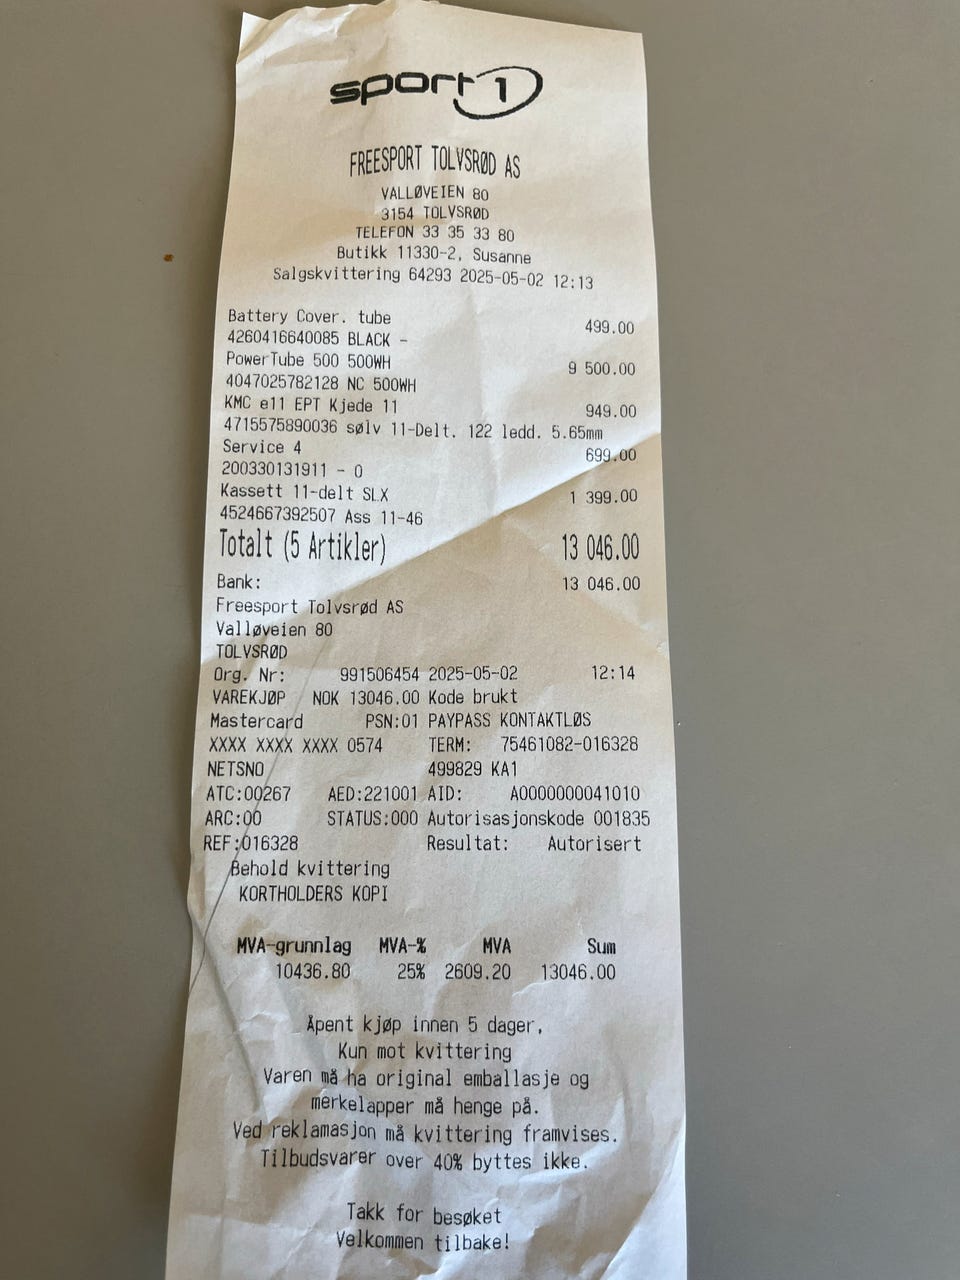 sport 1
FREESPORT TOLVSRØD AS
VALLØVEIEN 80
3154 TOLVSRØD
TELEFON 33 35 33 80
Butikk 11330-2, Susanne
Salgskvittering 64293 2025-05-02 12:13
Battery Cover. tube 499.00
4260416640085 BLACK -
PowerTube 500 500WH 9 500.00
4047025782128 NC 500WH
KMC e11 EPT Kjede 11 949.00
4715575890036 sølv 11-Delt. 122 ledd. 5.65mm
Service 4 699.00
200330131911 - 0
Kassett 11-delt SLX 1 399.00
4524667392507 Ass 11-46
Totalt (5 Artikler) 13 046.00
Bank: 13 046.00
Freesport Tolvsrød AS
Valløveien 80
TOLVSRØD
Org. Nr: 991506454 2025-05-02 12:14
VAREKJØP NOK 13046.00 Kode brukt
Mastercard PSN:01 PAYPASS KONTAKTLØS
XXXX XXXX XXXX 0574 TERM: 75461082-016328
NETSNO 499829 KA1
ATC:00267 AED:221001 AID: A0000000041010
ARC:00 STATUS:000 Autorisasjonskode 001835
REF:016328 Resultat: Autorisert
Behold kvittering
KORTHOLDERS KOPI
MVA-grunnlag MVA-% MVA Sum
10436.80 25% 2609.20 13046.00
Åpent kjøp innen 5 dager,
Kun mot kvittering
Varen må ha original emballasje og
merkelapper må henge på.
Ved reklamasjon må kvittering framvises.
Tilbudsvarer over 40% byttes ikke.
Takk for besøket
Velkommen tilbake!